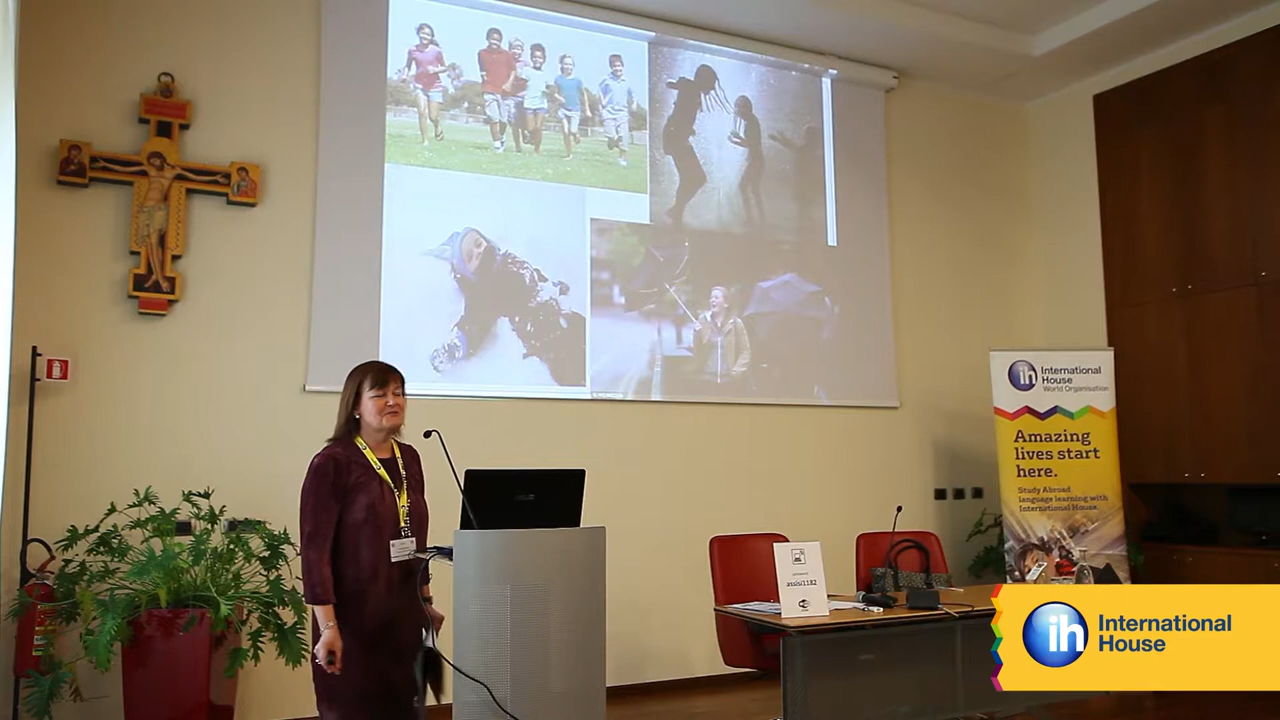 ih International
House
World Organisation
Amazing
lives start
here.
Study Abroad
language learning with
International House.
assisi1182
ih International
House